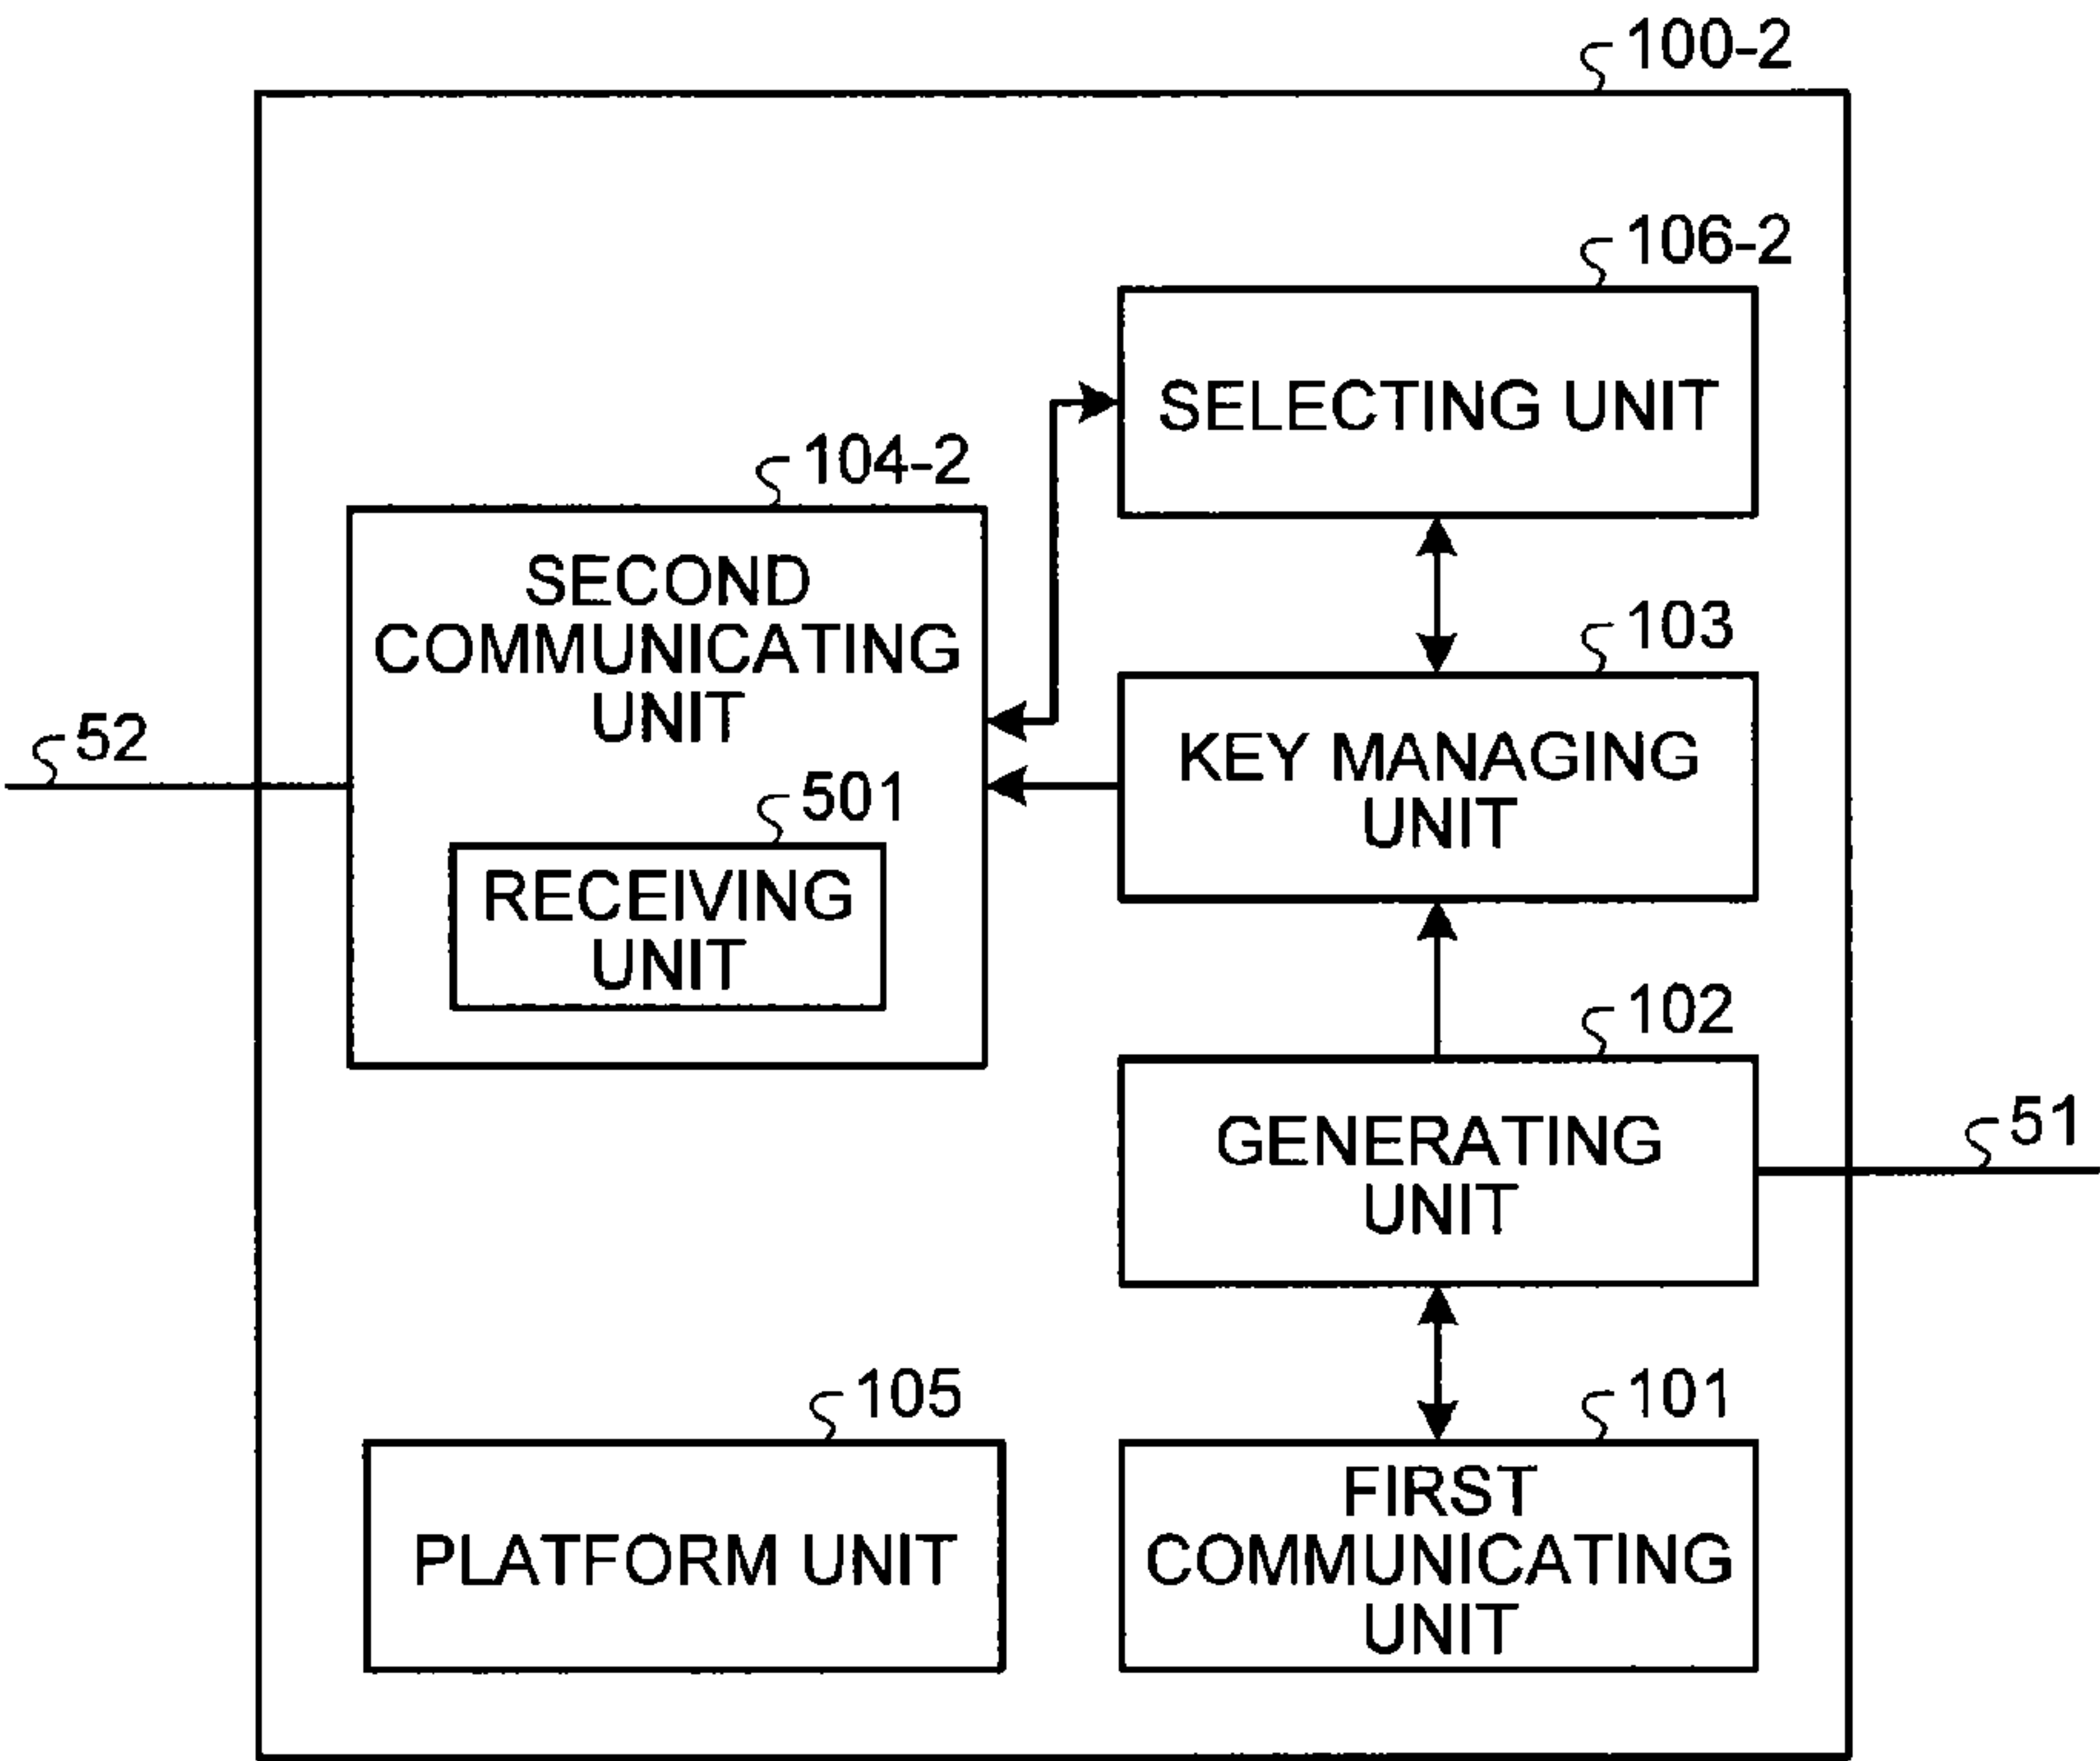 100-2
106-2
SELECTING UNIT
104-2
SECOND
COMMUNICATING
UNIT
103
KEY MANAGING
UNIT
52
501
RECEIVING
UNIT
102
GENERATING
UNIT
51
105
PLATFORM UNIT
101
FIRST
COMMUNICATING
UNIT